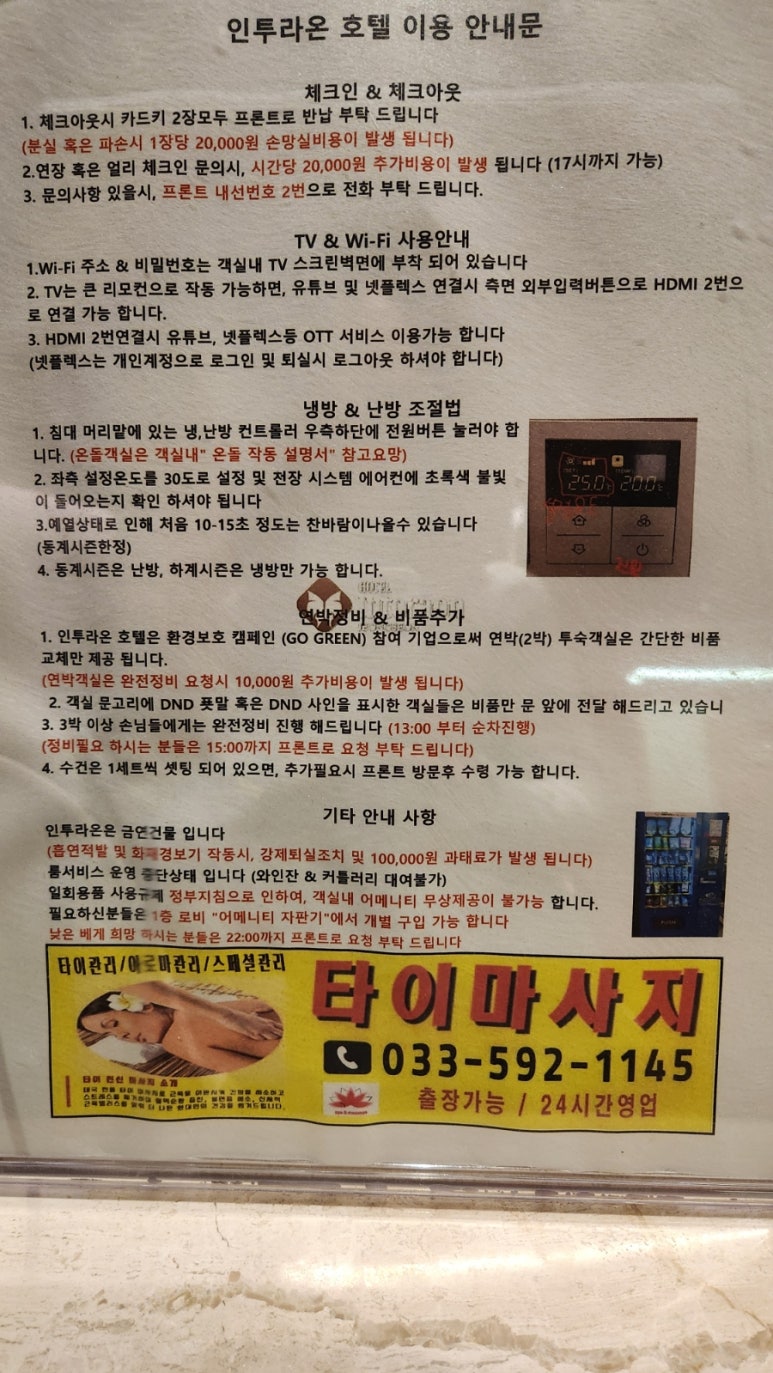 인투라온 호텔 이용 안내문
체크인 & 체크아웃
1. 체크아웃시 카드키 2장모두 프론트로 반납 부탁 드립니다
(분실 혹은 파손시 1장당 20,000원 손망실비용이 발생 됩니다)
2.연장 혹은 얼리 체크인 문의시, 시간당 20,000원 추가비용이 발생 됩니다 (17시까지 가능)
3. 문의사항 있을시, 프론트 내선번호 2번으로 전화 부탁 드립니다.
TV & Wi-Fi 사용안내
1.Wi-Fi 주소 & 비밀번호는 객실내 TV 스크린벽면에 부착 되어 있습니다
2. TV는 큰 리모컨으로 작동 가능하면, 유튜브 및 넷플렉스 연결시 측면 외부입력버튼으로 HDMI 2번으
로 연결 가능 합니다.
3. HDMI 2번연결시 유튜브, 넷플렉스등 OTT 서비스 이용가능 합니다
(넷플렉스는 개인계정으로 로그인 및 퇴실시 로그아웃 하셔야 합니다)
냉방 & 난방 조절법
1. 침대 머리맡에 있는 냉,난방 컨트롤러 우측하단에 전원버튼 눌러야 합
니다. (온돌객실은 객실내" 온돌 작동 설명서" 참고요망)
2. 좌측 설정온도를 30도로 설정 및 전장 시스템 에어컨에 초록색 불빛
이 들어오는지 확인 하셔야 됩니다
3.예열상태로 인해 처음 10-15초 정도는 찬바람이나올수 있습니다
(동계시즌한정)
4. 동계시즌은 난방, 하계시즌은 냉방만 가능 합니다.
25.0 20.0℃
전원
HOTEL
연박정비 & 비품추가
1. 인투라온 호텔은 환경보호 캠페인 (GO GREEN) 참여 기업으로써 연박(2박) 투숙객실은 간단한 비품
교체만 제공 됩니다.
(연박객실은 완전정비 요청시 10,000원 추가비용이 발생 됩니다)
2. 객실 문고리에 DND 푯말 혹은 DND 사인을 표시한 객실들은 비품만 문 앞에 전달 해드리고 있습니
3. 3박 이상 손님들에게는 완전정비 진행 해드립니다 (13:00 부터 순차진행)
(정비필요 하시는 분들은 15:00까지 프론트로 요청 부탁 드립니다)
4. 수건은 1세트씩 셋팅 되어 있으면, 추가필요시 프론트 방문후 수령 가능 합니다.
기타 안내 사항
인투라온은 금연건물 입니다
(흡연적발 및 화재경보기 작동시, 강제퇴실조치 및 100,000원 과태료가 발생 됩니다)
룸서비스 운영 중단상태 입니다 (와인잔 & 커틀러리 대여불가)
일회용품 사용규제 정부지침으로 인하여, 객실내 어메니티 무상제공이 불가능 합니다.
필요하신분들은 1층 로비 "어메니티 자판기"에서 개별 구입 가능 합니다
낮은 베게 희망 하시는 분들은 22:00까지 프론트로 요청 부탁 드립니다
타이관리/아로마관리/스페셜관리
타이마사지
033-592-1145
출장가능 / 24시간영업
타이 전신 마사지 소개